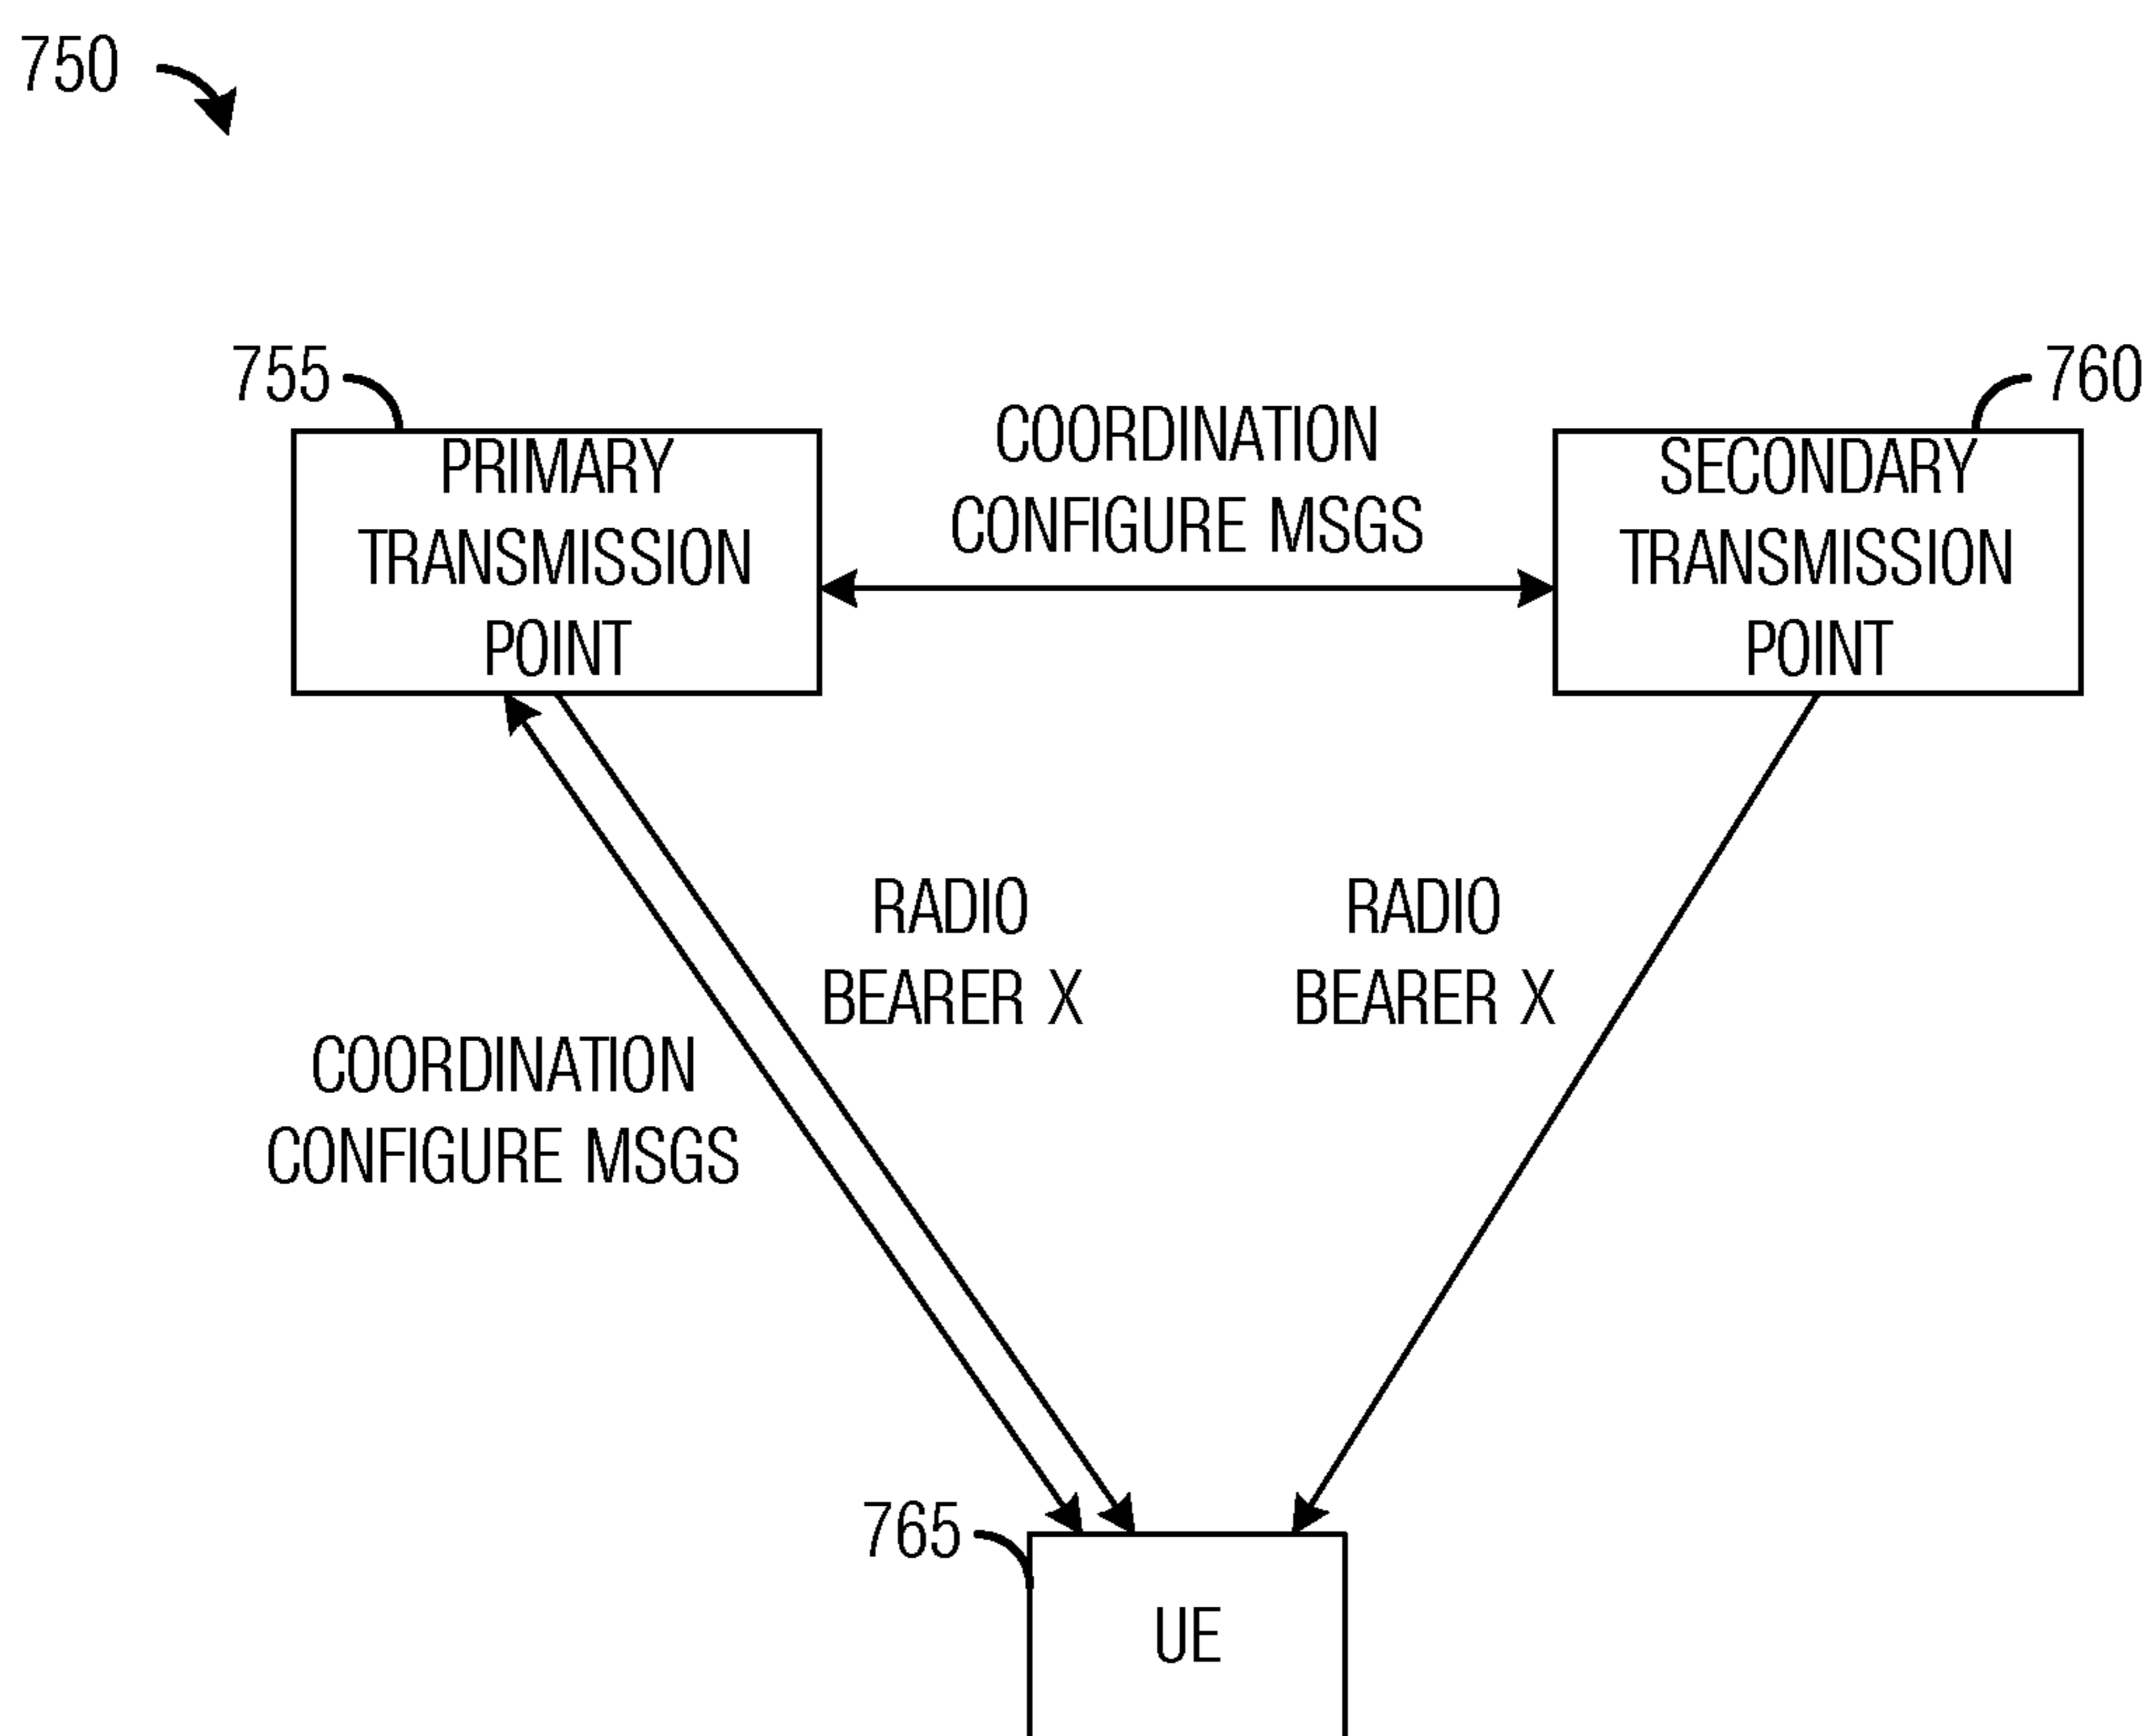 750
755
760
PRIMARY
TRANSMISSION
POINT
COORDINATION
CONFIGURE MSGS
SECONDARY
TRANSMISSION
POINT
RADIO
BEARER X
RADIO
BEARER X
COORDINATION
CONFIGURE MSGS
765
UE